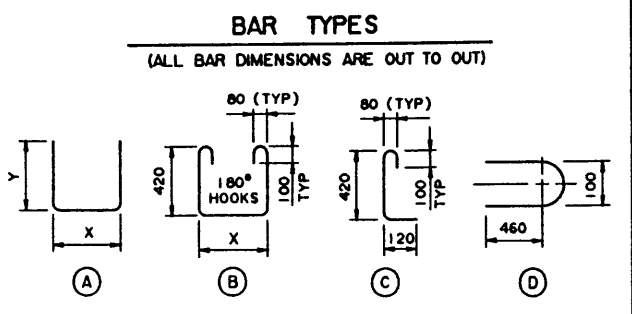 BAR TYPES
(ALL BAR DIMENSIONS ARE OUT TO OUT)
Y
X
A
80 (TYP)
420
180°
HOOKS
100
TYP
X
B
80 (TYP)
420
100
TYP
120
C
460
100
D